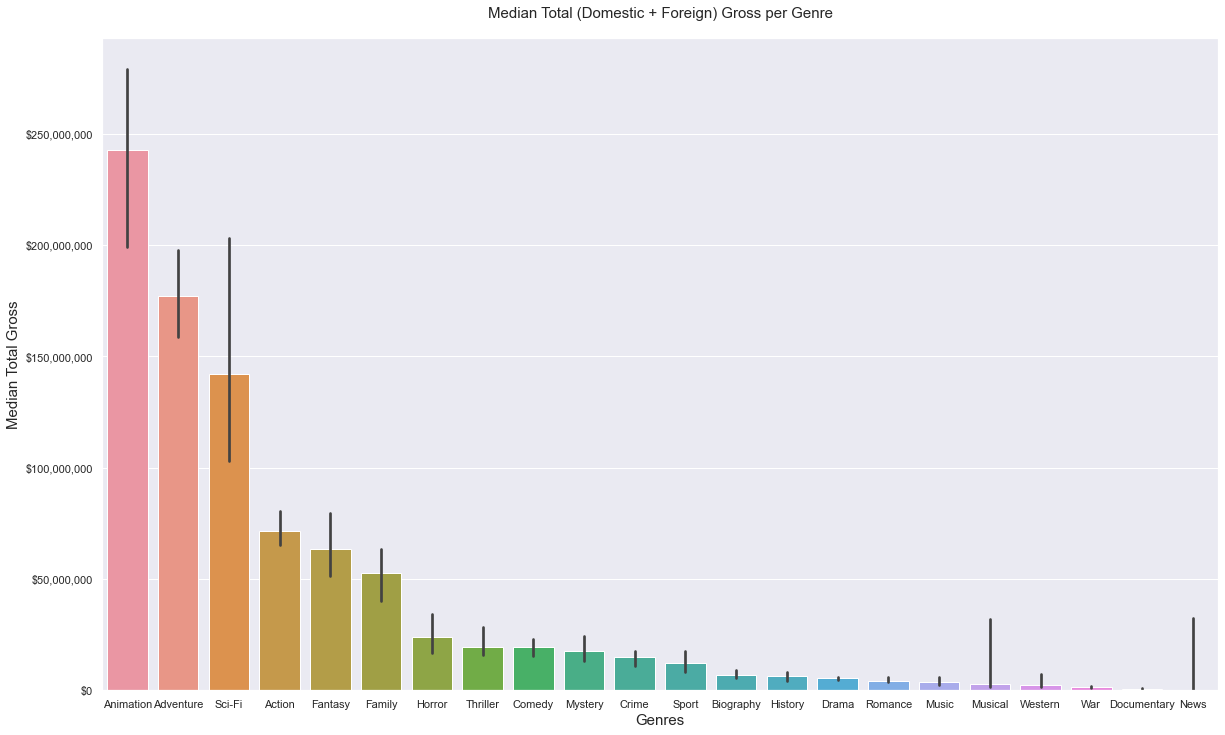 Median Total (Domestic + Foreign) Gross per Genre
Median Total Gross
$250,000,000
$200,000,000
$150,000,000
$100,000,000
$50,000,000
$0
Animation Adventure Sci-Fi Action Fantasy Family Horror Thriller Comedy Mystery Crime Sport Biography History Drama Romance Music Musical Western War Documentary News
Genres